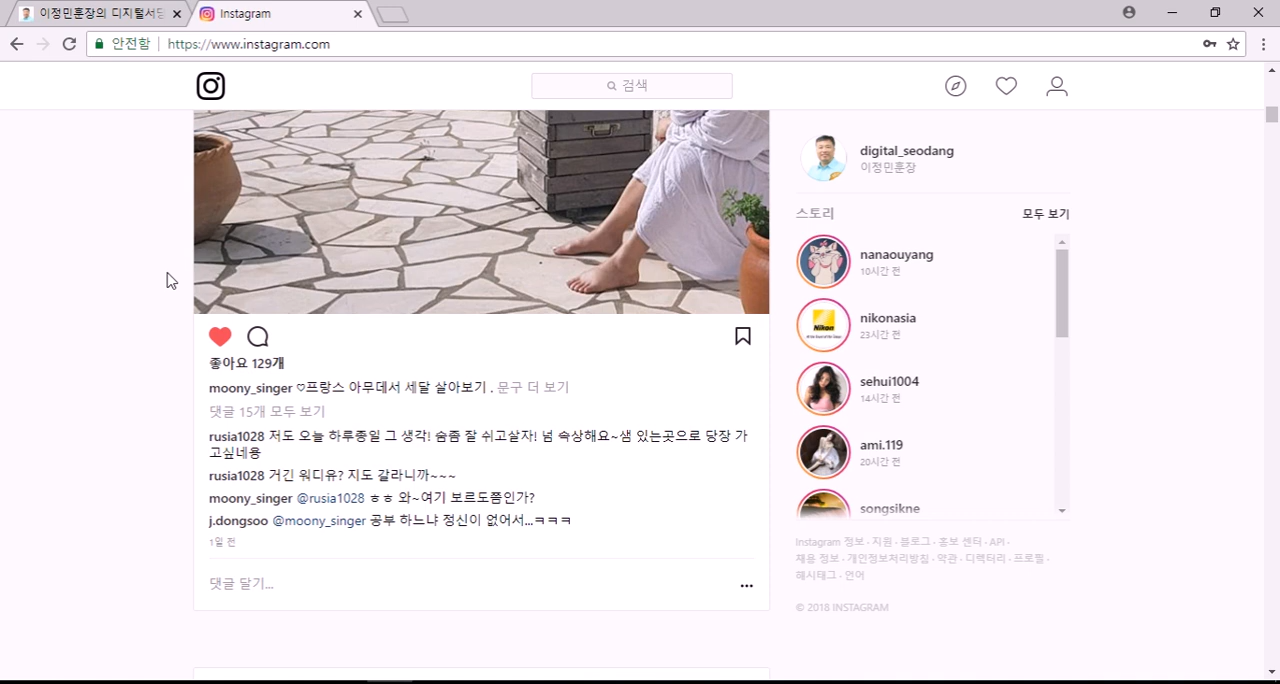 이정민훈장의 디지털서당
Instagram
안전함
https://www.instagram.com
검색
digital_seodang
이정민훈장
스토리
모두 보기
nanaouyang
10시간 전
Nikon
nikonasia
23시간 전
sehui1004
14시간 전
ami.119
20시간 전
songsikne
좋아요 129개
moony_singer ♡프랑스 아무데서 세달 살아보기 . 문구 더 보기
댓글 15개 모두 보기
rusia1028 저도 오늘 하루종일 그 생각! 숨좀 잘 쉬고살자! 넘 속상해요~샘 있는곳으로 당장 가
고싶네용
rusia1028 거긴 워디유? 지도 갈라니까~~~
moony_singer @rusia1028 ㅎㅎ 와~여기 보르도쯤인가?
j.dongsoo @moony_singer 공부 하느냐 정신이 없어서...ㅋㅋㅋ
1일 전
댓글 달기...
Instagram 정보 · 지원 · 블로그 · 홍보 센터 · API ·
채용 정보 · 개인정보처리방침 · 약관 · 디렉터리 · 프로필 ·
해시태그 · 언어
© 2018 INSTAGRAM